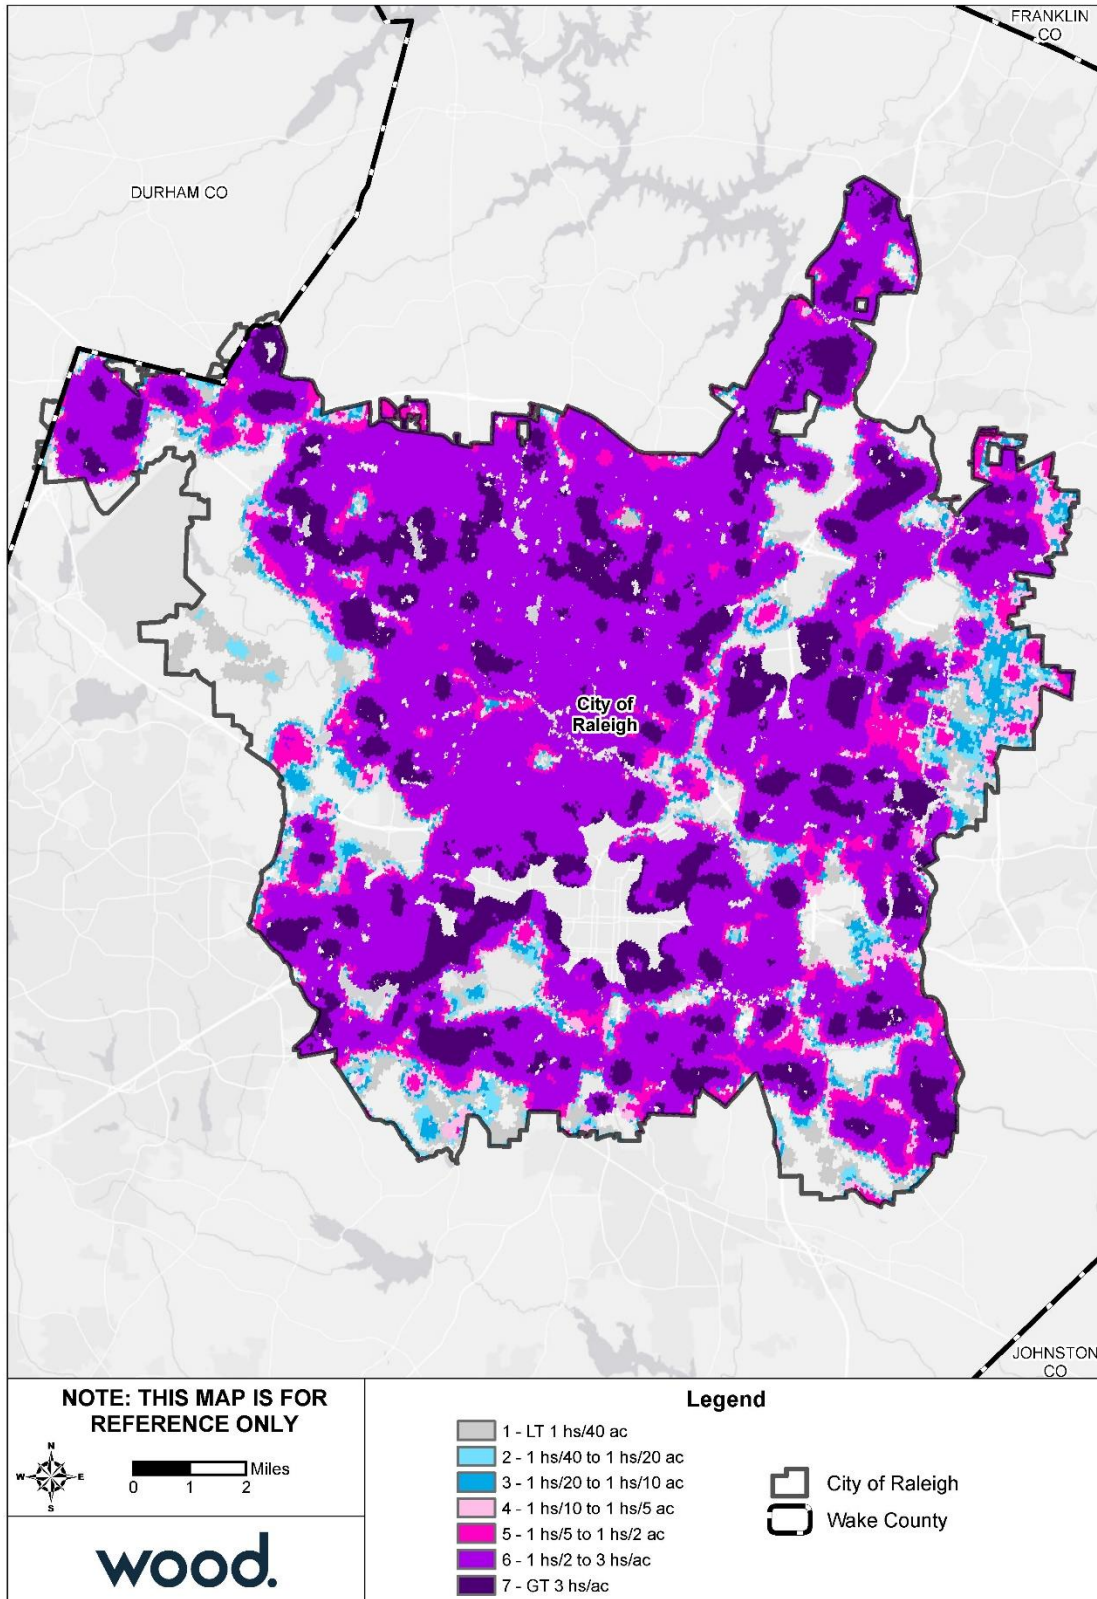 FRANKLIN
CO
DURHAM CO
City of
Raleigh
JOHNSTON
CO
NOTE: THIS MAP IS FOR
REFERENCE ONLY
N
W E
S
Miles
0 1 2
wood.
Legend
1 - LT 1 hs/40 ac
2 - 1 hs/40 to 1 hs/20 ac
3 - 1 hs/20 to 1 hs/10 ac
4 - 1 hs/10 to 1 hs/5 ac
5 - 1 hs/5 to 1 hs/2 ac
6 - 1 hs/2 to 3 hs/ac
7 - GT 3 hs/ac
City of Raleigh
Wake County